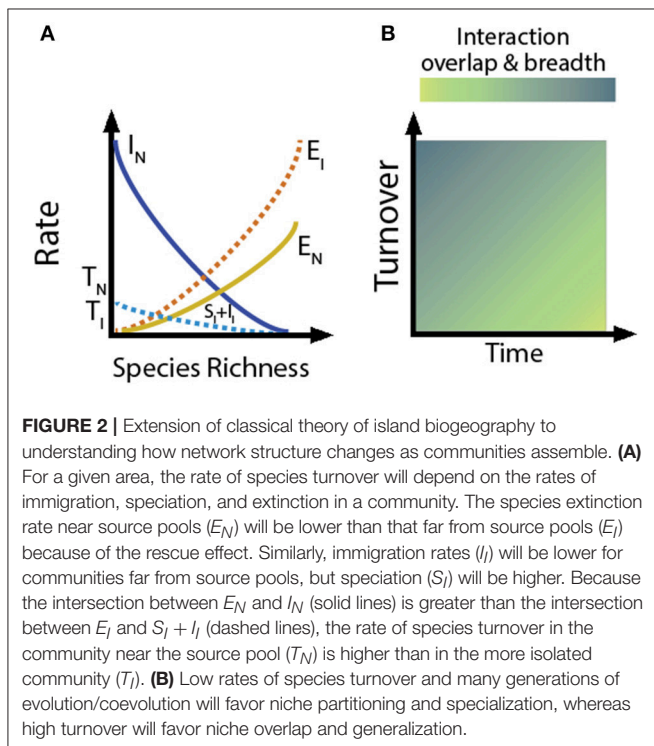 A
B
Interaction
overlap & breadth
I_N
E_I
E_N
T_N
T_I
S_I+I_I
Rate
Species Richness
Turnover
Time
FIGURE 2 | Extension of classical theory of island biogeography to
understanding how network structure changes as communities assemble. (A)
For a given area, the rate of species turnover will depend on the rates of
immigration, speciation, and extinction in a community. The species extinction
rate near source pools (E_N) will be lower than that far from source pools (E_I)
because of the rescue effect. Similarly, immigration rates (I_I) will be lower for
communities far from source pools, but speciation (S_I) will be higher. Because
the intersection between E_N and I_N (solid lines) is greater than the intersection
between E_I and S_I + I_I (dashed lines), the rate of species turnover in the
community near the source pool (T_N) is higher than in the more isolated
community (T_I). (B) Low rates of species turnover and many generations of
evolution/coevolution will favor niche partitioning and specialization, whereas
high turnover will favor niche overlap and generalization.